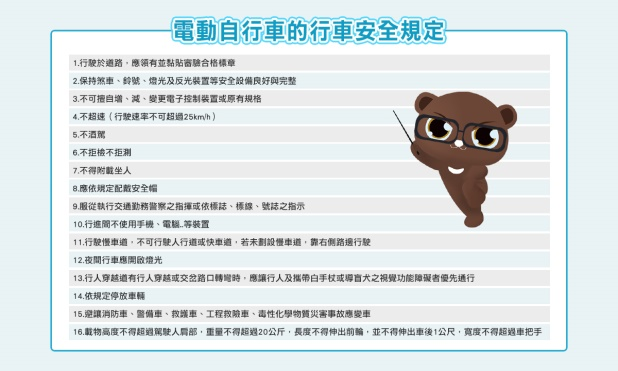 電動自行車的行車安全規定
1.行駛於道路，應領有並黏貼審驗合格標章
2.保持煞車、鈴號、燈光及反光裝置等安全設備良好與完整
3.不可擅自增、減、變更電子控制裝置或原有規格
4.不超速（行駛速率不可超過25km/h）
5.不酒駕
6.不拒檢不拒測
7.不得附載坐人
8.應依規定配戴安全帽
9.服從執行交通勤務警察之指揮或依標誌、標線、號誌之指示
10.行進間不使用手機、電腦..等裝置
11.行駛慢車道，不可行駛人行道或快車道，若未劃設慢車道，靠右側路邊行駛
12.夜間行車應開啟燈光
13.行人穿越道有行人穿越或交岔路口轉彎時，應讓行人及攜帶白手杖或導盲犬之視覺功能障礙者優先通行
14.依規定停放車輛
15.避讓消防車、警備車、救護車、工程救險車、毒性化學物質災害事故應變車
16.載物高度不得超過駕駛人肩部，重量不得超過20公斤，長度不得伸出前輪，並不得伸出車後1公尺，寬度不得超過車把手